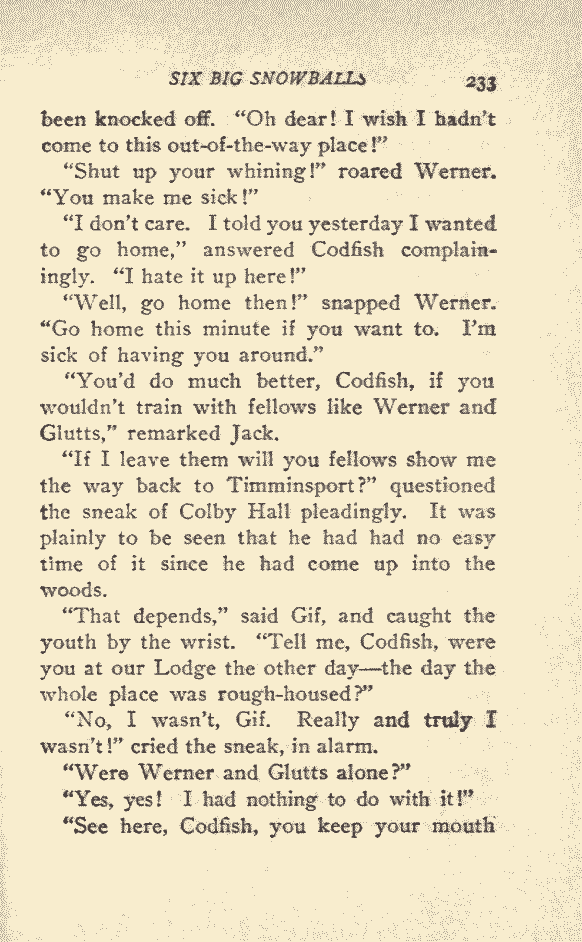 SIX BIG SNOWBALLS 233
been knocked off. “Oh dear! I wish I hadn't
come to this out-of-the-way place!”
“Shut up your whining!” roared Werner.
“You make me sick!”
“I don't care. I told you yesterday I wanted
to go home,” answered Codfish complain-
ingly. “I hate it up here!”
“Well, go home then!” snapped Werner.
“Go home this minute if you want to. I'm
sick of having you around.”
“You'd do much better, Codfish, if you
wouldn't train with fellows like Werner and
Glutts,” remarked Jack.
“If I leave them will you fellows show me
the way back to Timminsport?” questioned
the sneak of Colby Hall pleadingly. It was
plainly to be seen that he had had no easy
time of it since he had come up into the
woods.
“That depends,” said Gif, and caught the
youth by the wrist. “Tell me, Codfish, were
you at our Lodge the other day—the day the
whole place was rough-housed?”
“No, I wasn't, Gif. Really and truly I
wasn't!” cried the sneak, in alarm.
“Were Werner and Glutts alone?”
“Yes, yes! I had nothing to do with it!”
“See here, Codfish, you keep your mouth